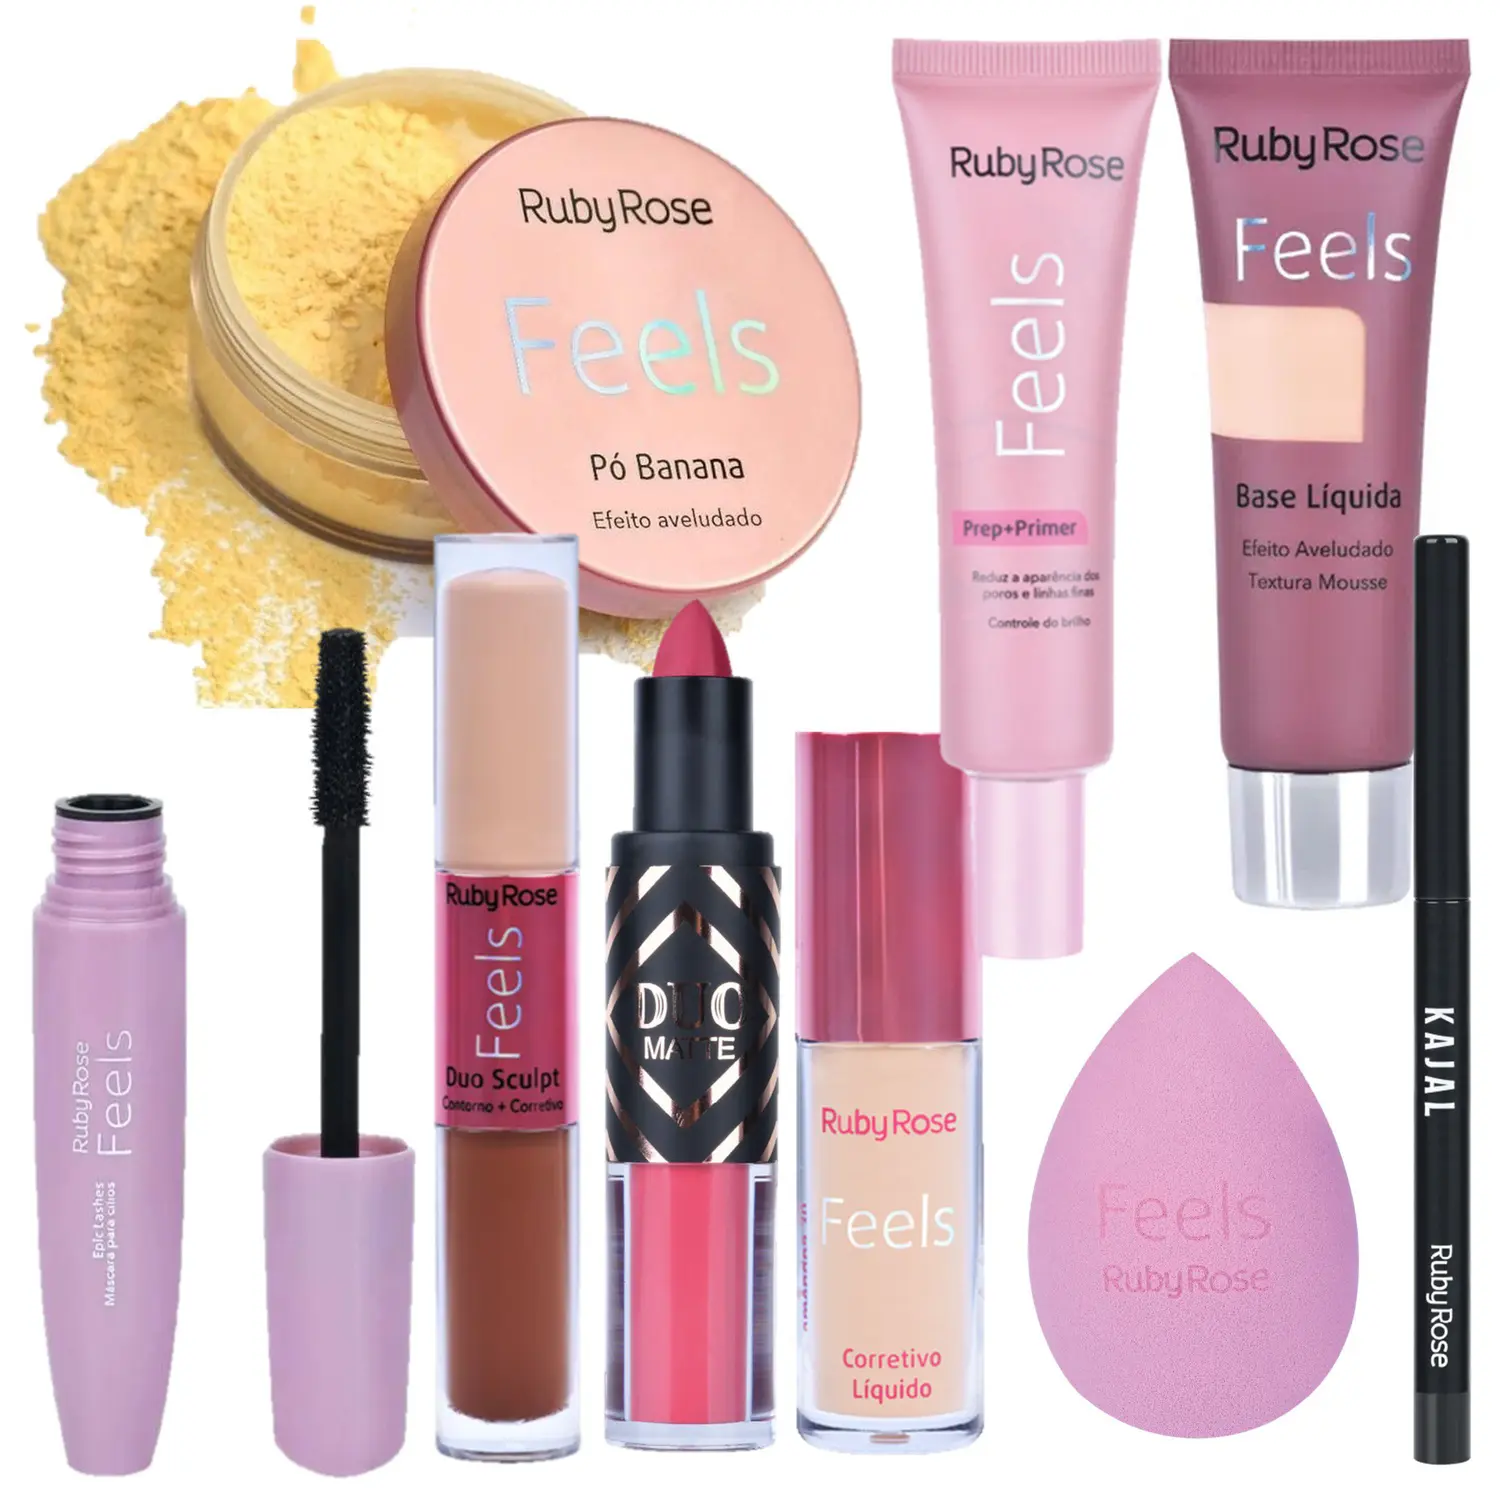 RubyRose
Feels
Pó Banana
Efeito aveludado
RubyRose
Feels
Prep+Primer
Reduz a aparência dos
poros e linhas finas
Controle do brilho
RubyRose
Feels
Base Líquida
Efeito Aveludado
Textura Mousse
RubyRose
Feels
Epic Lashes
Máscara para cílios
RubyRose
Feels
Duo Sculpt
Contorno + Corretivo
DUO
MATTE
RubyRose
Feels
Corretivo
Líquido
Feels
RubyRose
KAJAL
RubyRose